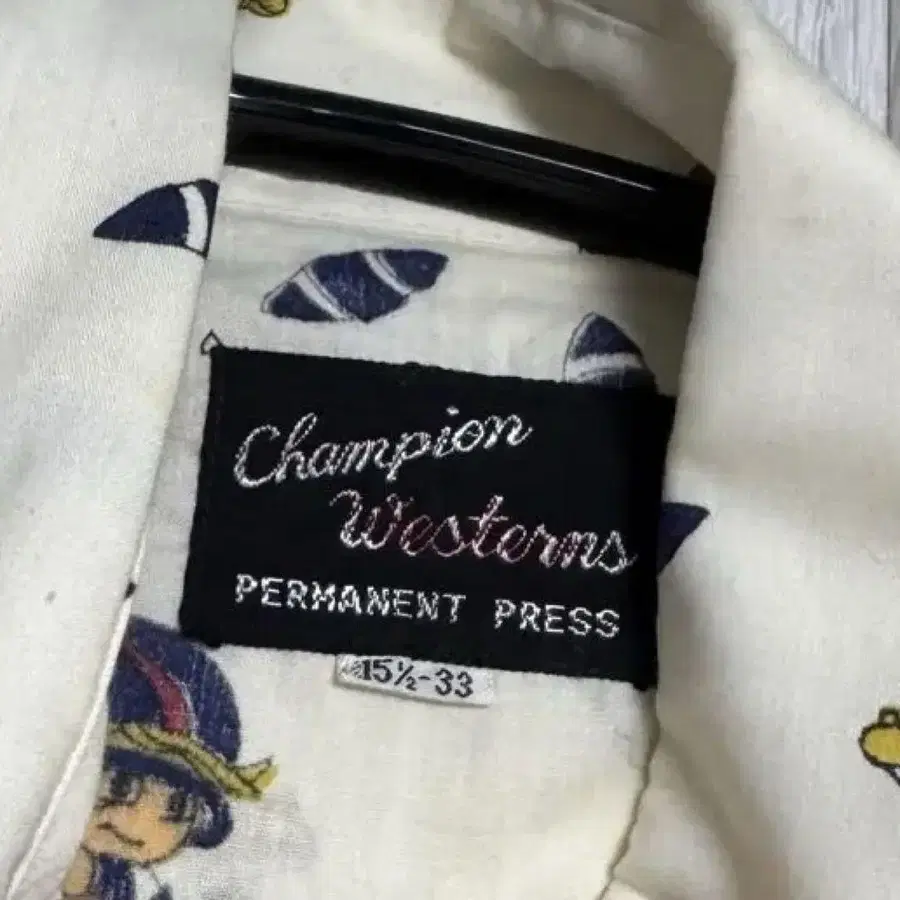 Champion
Westerns
PERMANENT PRESS
15½-33